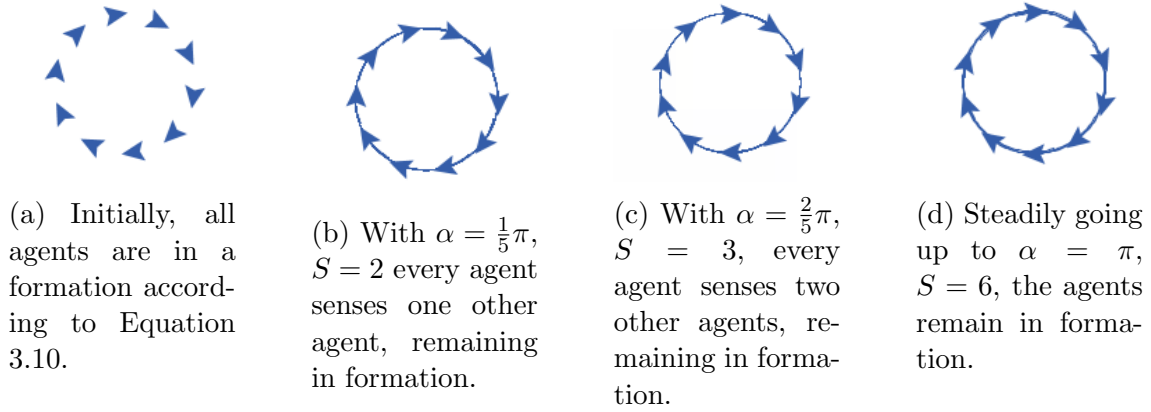 (a) Initially, all
agents are in a
formation accord-
ing to Equation
3.10.
(b) With α = 1/5π,
S = 2 every agent
senses one other
agent, remaining
in formation.
(c) With α = 2/5π,
S = 3, every
agent senses two
other agents, re-
maining in forma-
tion.
(d) Steadily going
up to α = π,
S = 6, the agents
remain in forma-
tion.